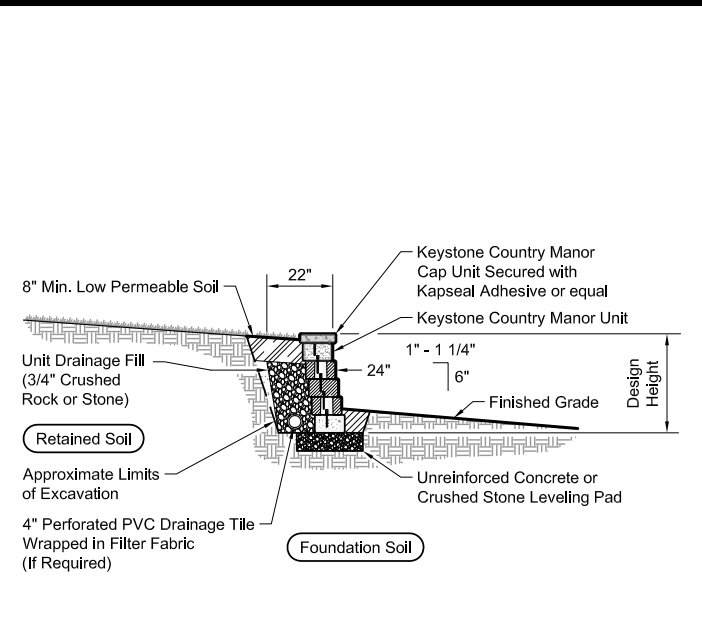 Keystone Country Manor
Cap Unit Secured with
Kapseal Adhesive or equal
22"
8" Min. Low Permeable Soil
Keystone Country Manor Unit
1" - 1 1/4"
6"
24"
Unit Drainage Fill
(3/4" Crushed
Rock or Stone)
Design
Height
Finished Grade
Retained Soil
Approximate Limits
of Excavation
Unreinforced Concrete or
Crushed Stone Leveling Pad
4" Perforated PVC Drainage Tile
Wrapped in Filter Fabric
(If Required)
Foundation Soil